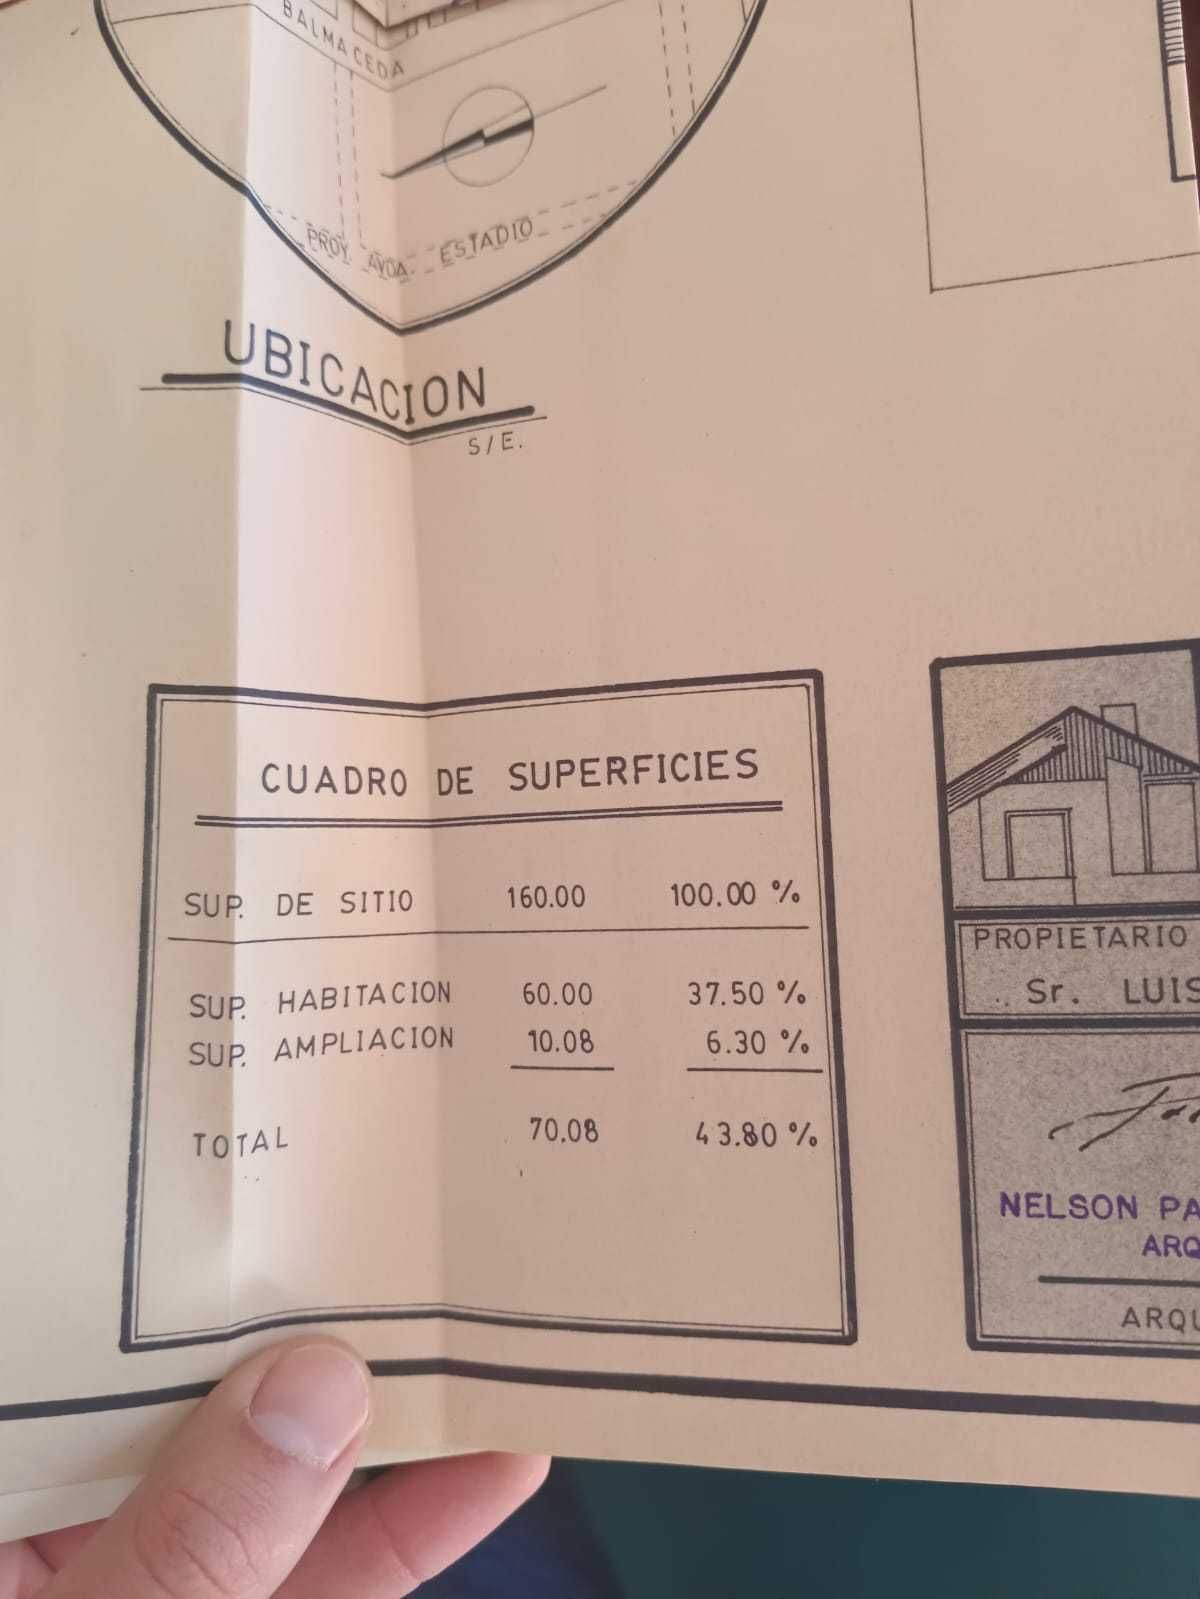 BALMACEDA
PROY. AVDA. ESTADIO
UBICACION
S/E.
CUADRO DE SUPERFICIES
SUP. DE SITIO 160.00 100.00 %
SUP. HABITACION 60.00 37.50 %
SUP. AMPLIACION 10.08 6.30 %
TOTAL 70.08 43.80 %
PROPIETARIO
Sr. LUIS
NELSON PA
ARQ
ARQU